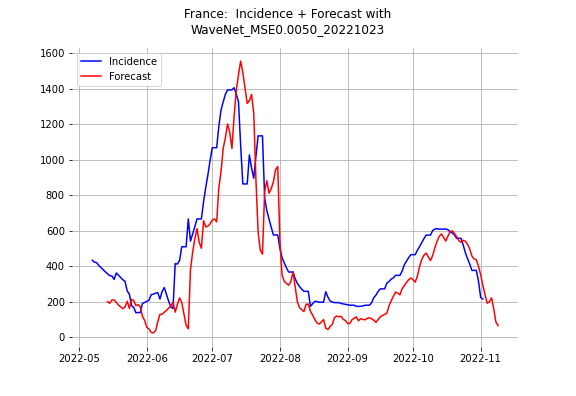 France:  Incidence + Forecast with
WaveNet_MSE0.0050_20221023
Incidence
Forecast
1600
1400
1200
1000
800
600
400
200
0
2022-05 2022-06 2022-07 2022-08 2022-09 2022-10 2022-11